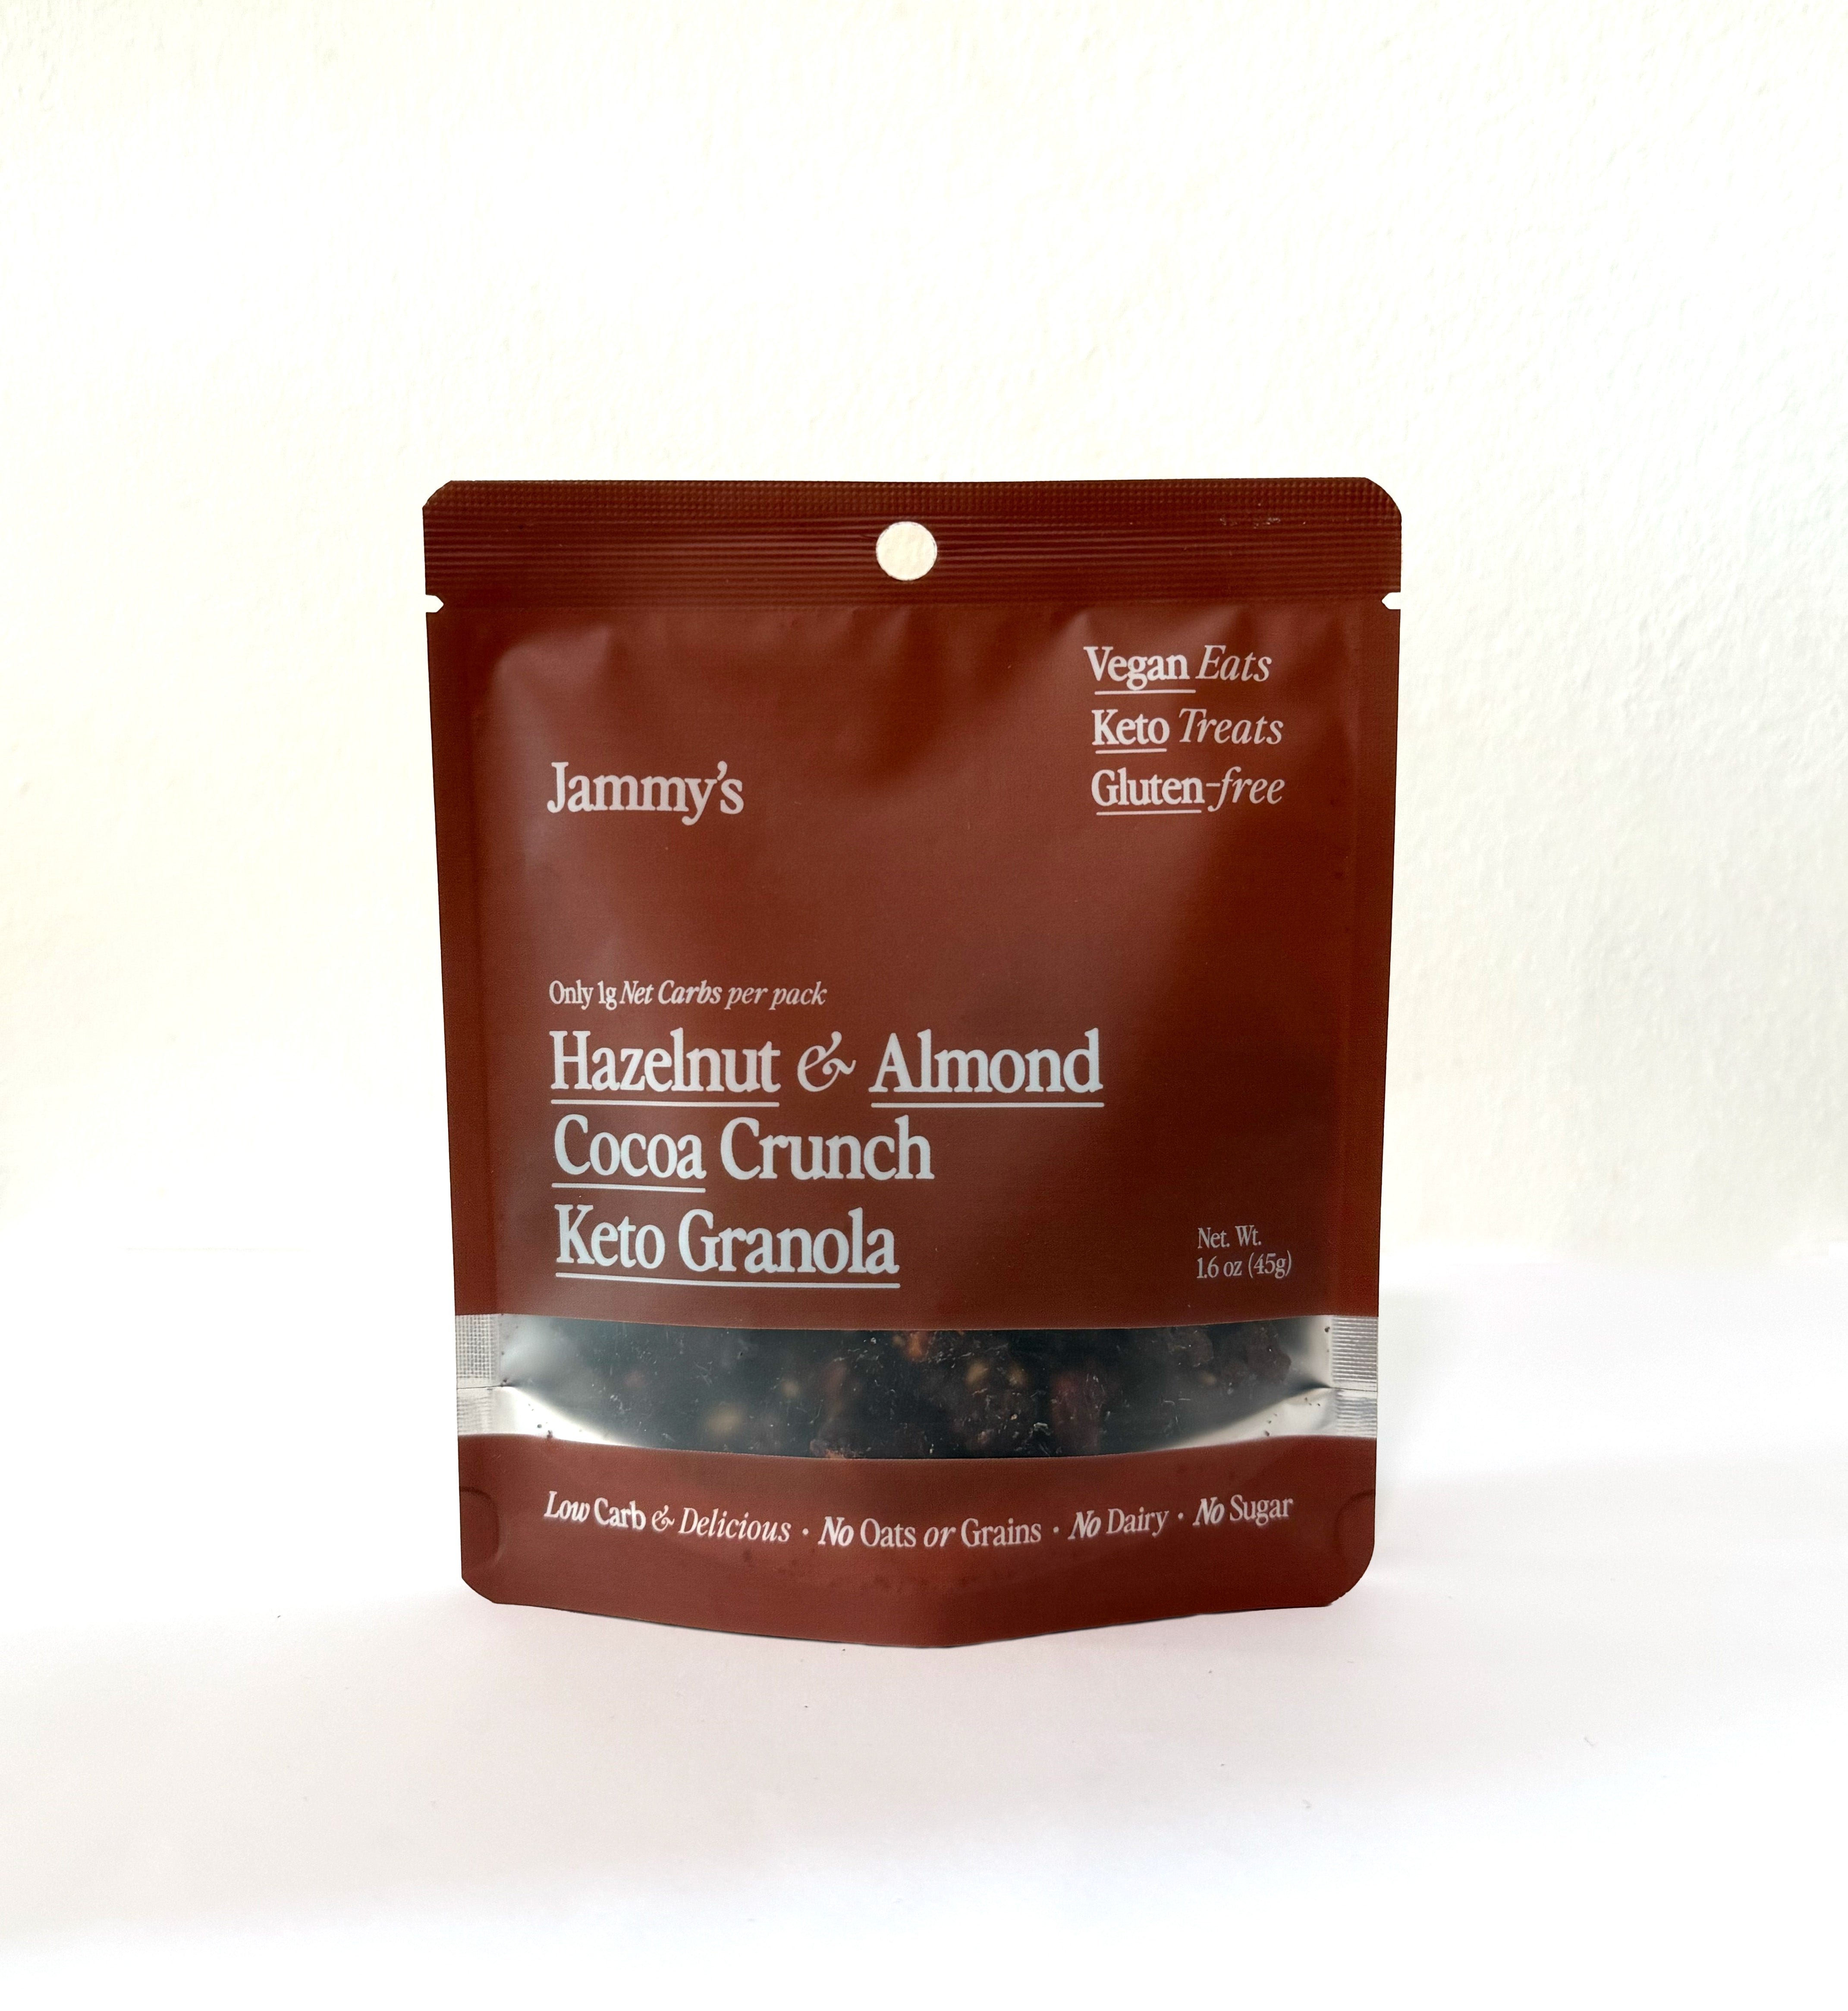 Vegan Eats
Keto Treats
Gluten-free
Jammy's
Only 1g Net Carbs per pack
Hazelnut & Almond
Cocoa Crunch
Keto Granola
Net. Wt.
1.6 oz (45g)
Low Carb & Delicious · No Oats or Grains · No Dairy · No Sugar